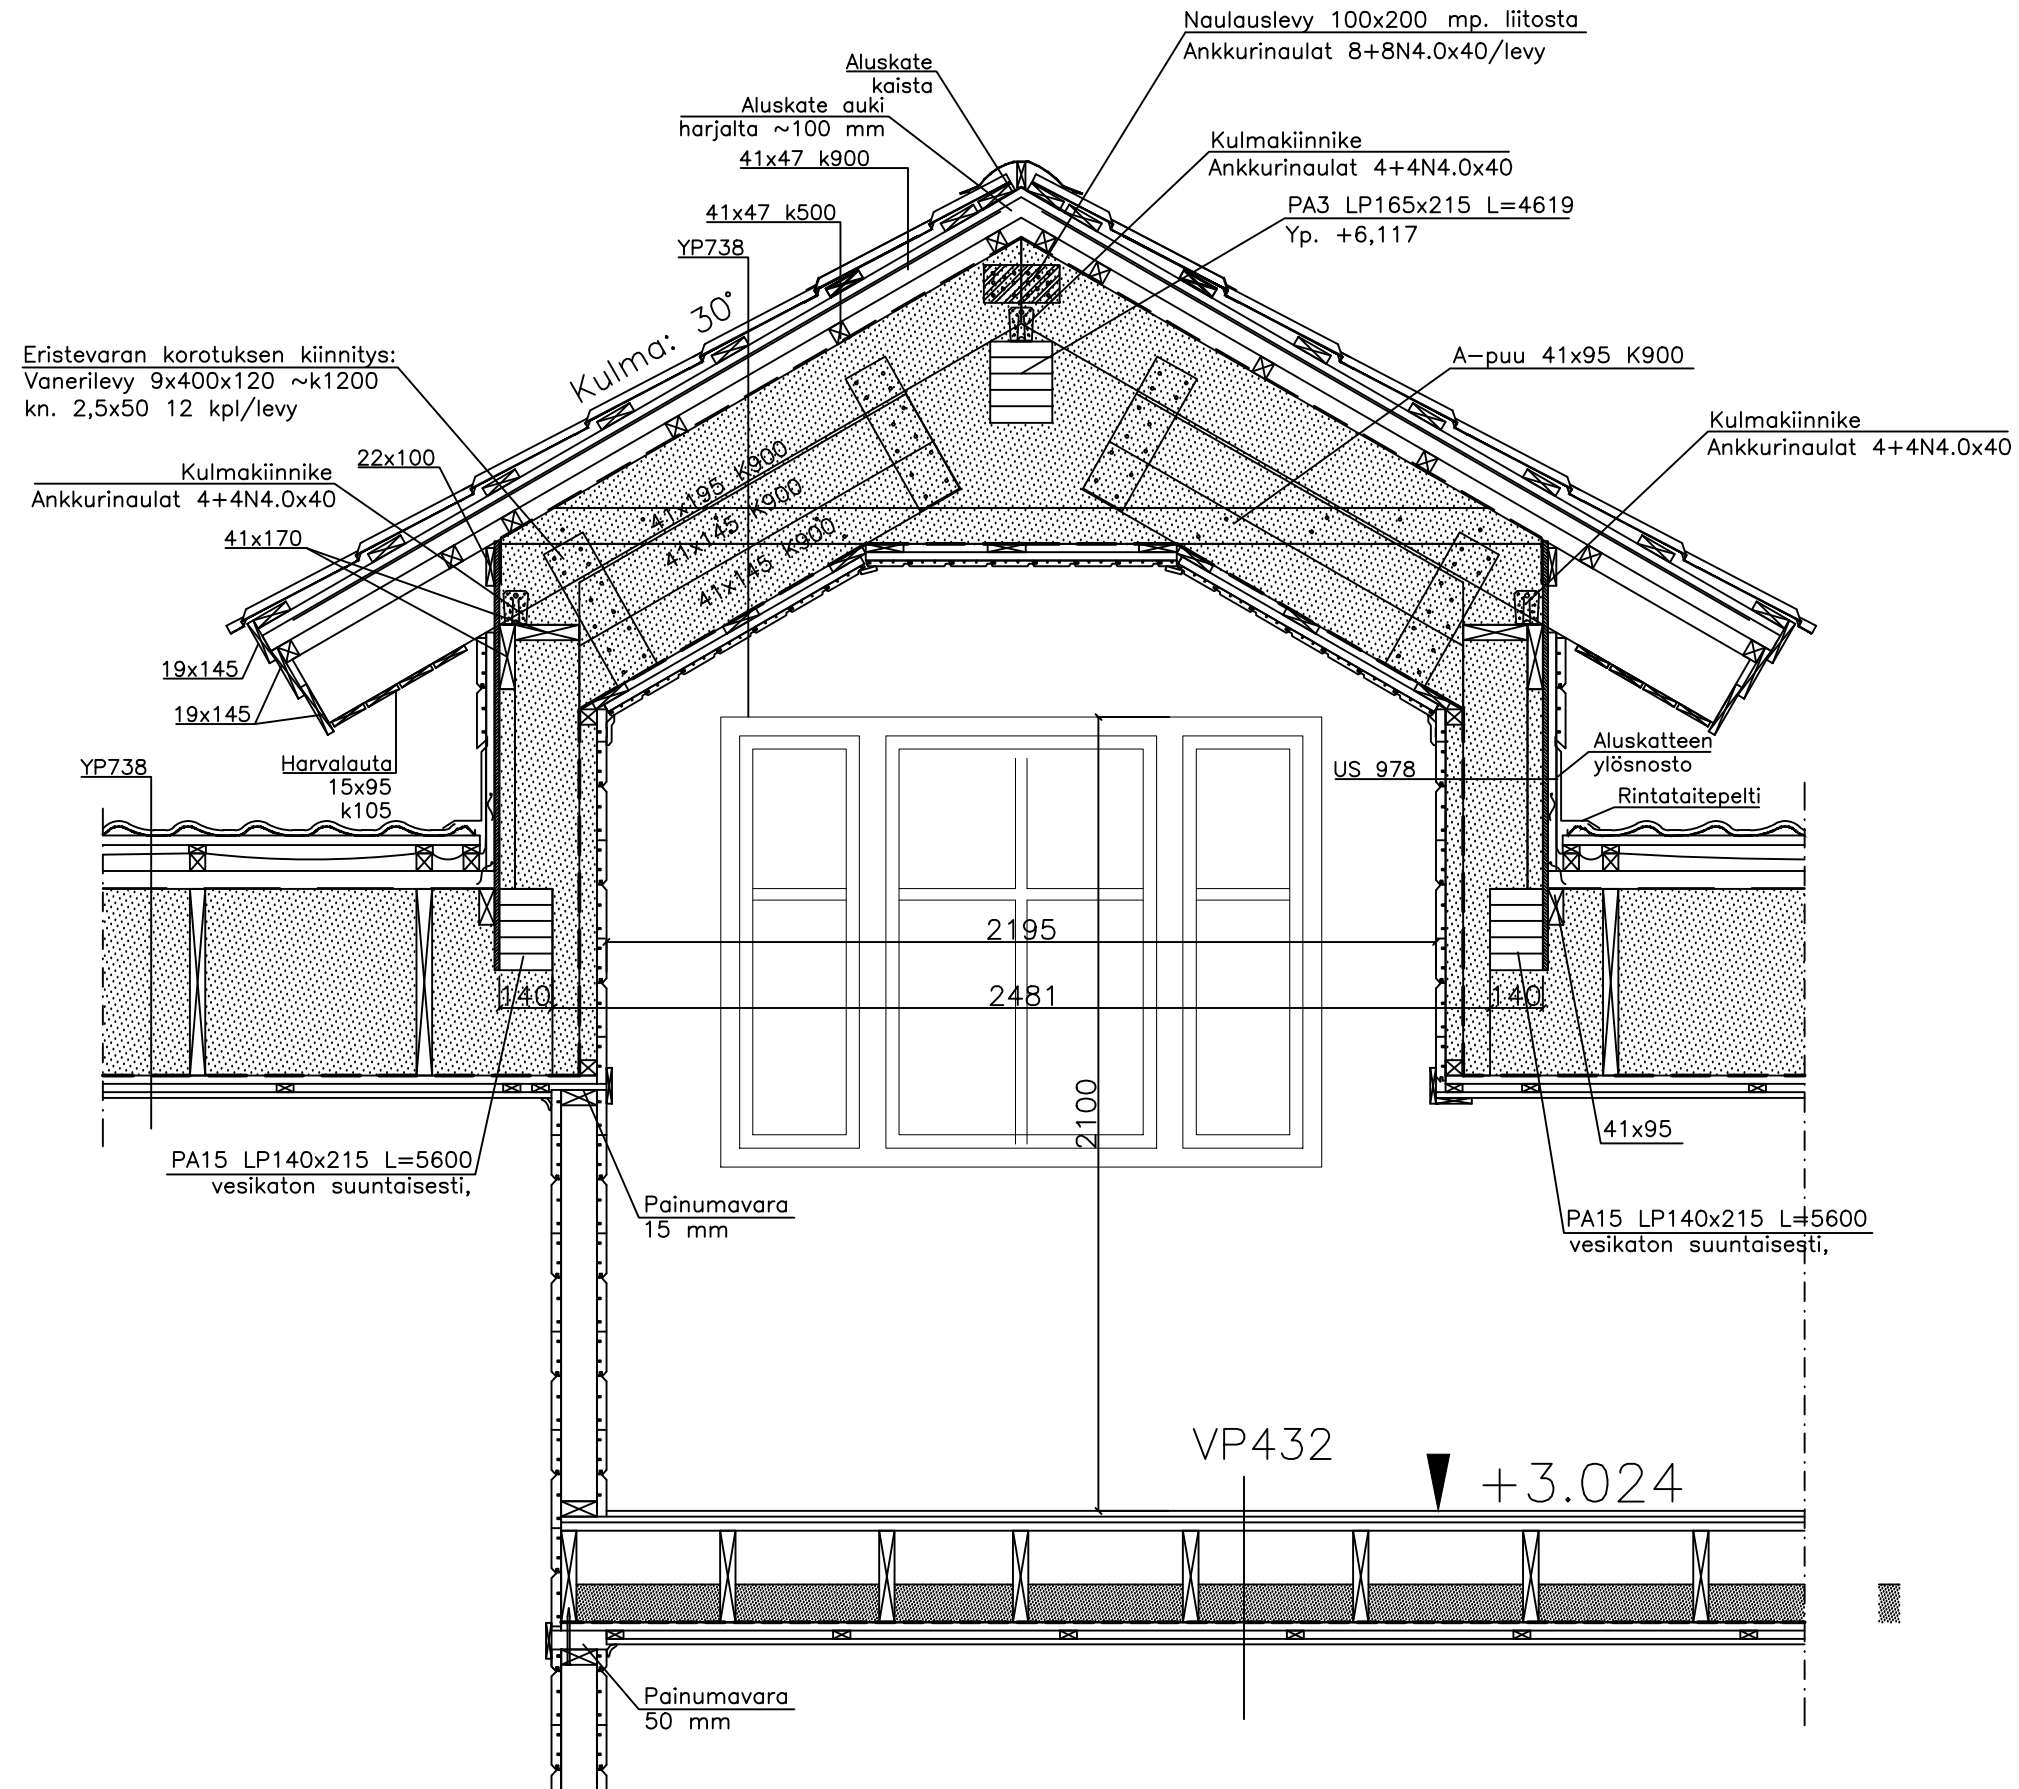 Naulauslevy 100x200 mp. liitosta
Ankkurinaulat 8+8N4.0x40/levy
Aluskate
kaista
Aluskate auki
harjalta ~100 mm
41x47 k900
Kulmakiinnike
Ankkurinaulat 4+4N4.0x40
PA3 LP165x215 L=4619
Yp. +6,117
41x47 k500
YP738
Kulma: 30°
Eristevaran korotuksen kiinnitys:
Vanerilevy 9x400x120 ~k1200
kn. 2,5x50 12 kpl/levy
A-puu 41x95 K900
Kulmakiinnike
Ankkurinaulat 4+4N4.0x40
22x100
Kulmakiinnike
Ankkurinaulat 4+4N4.0x40
41x170
41x195 K900
41x145 K900
41x145 K900
19x145
19x145
Harvalauta
15x95
k105
YP738
US 978
Aluskatteen
ylösnosto
Rintataitepelti
2195
140
2481
140
2100
41x95
PA15 LP140x215 L=5600
vesikaton suuntaisesti,
Painumavara
15 mm
PA15 LP140x215 L=5600
vesikaton suuntaisesti,
VP432
+3.024
Painumavara
50 mm